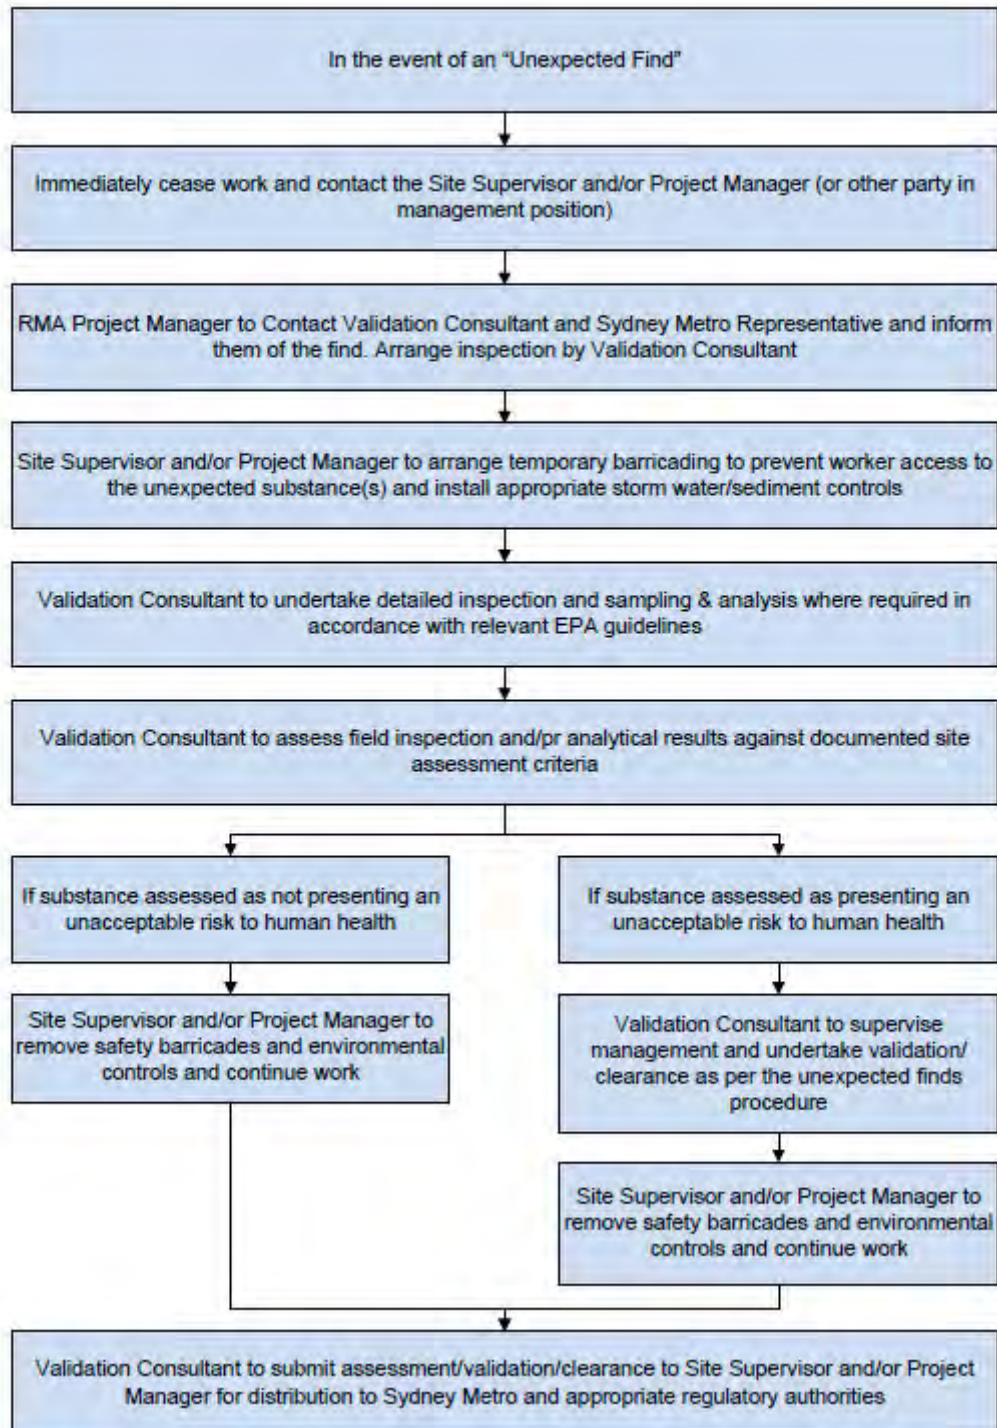 In the event of an “Unexpected Find”
Immediately cease work and contact the Site Supervisor and/or Project Manager (or other party in
management position)
RMA Project Manager to Contact Validation Consultant and Sydney Metro Representative and inform
them of the find. Arrange inspection by Validation Consultant
Site Supervisor and/or Project Manager to arrange temporary barricading to prevent worker access to
the unexpected substance(s) and install appropriate storm water/sediment controls
Validation Consultant to undertake detailed inspection and sampling & analysis where required in
accordance with relevant EPA guidelines
Validation Consultant to assess field inspection and/pr analytical results against documented site
assessment criteria
If substance assessed as not presenting an
unacceptable risk to human health
Site Supervisor and/or Project Manager to
remove safety barricades and environmental
controls and continue work
If substance assessed as presenting an
unacceptable risk to human health
Validation Consultant to supervise
management and undertake validation/
clearance as per the unexpected finds
procedure
Site Supervisor and/or Project Manager to
remove safety barricades and environmental
controls and continue work
Validation Consultant to submit assessment/validation/clearance to Site Supervisor and/or Project
Manager for distribution to Sydney Metro and appropriate regulatory authorities